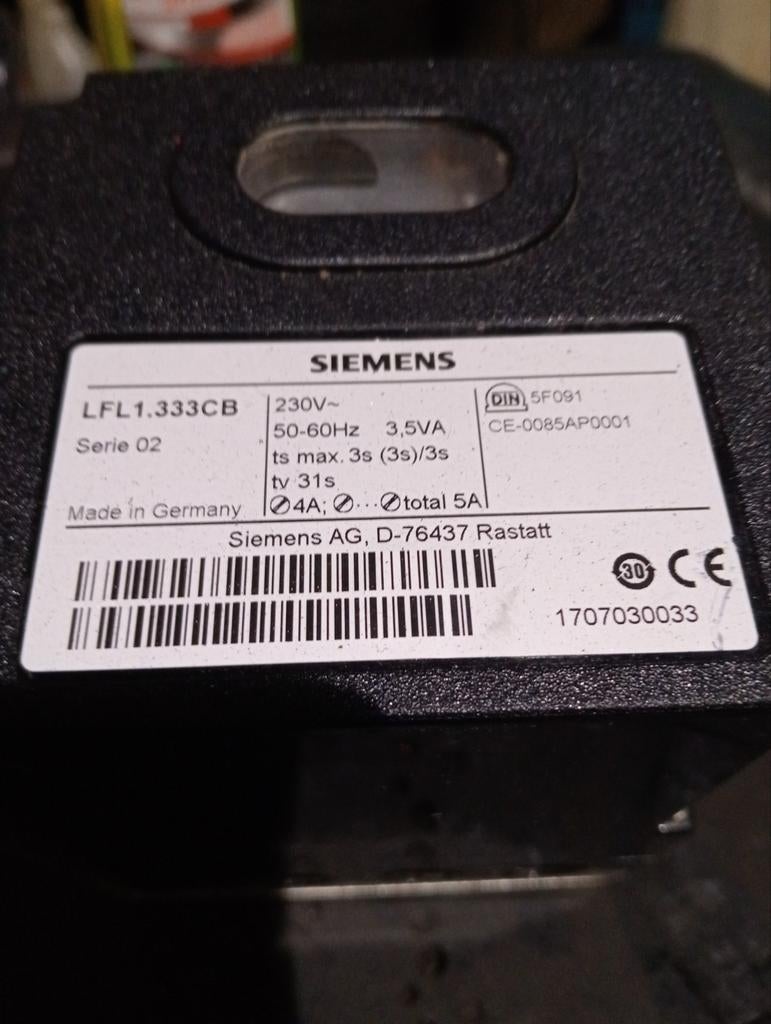 SIEMENS
LFL1.333CB
Serie 02
Made in Germany
230V~
50-60Hz 3,5VA
ts max. 3s (3s)/3s
tv 31s
4A; ⋯ total 5A
DIN 5F091
CE-0085AP0001
Siemens AG, D-76437 Rastatt
30 CE
1707030033